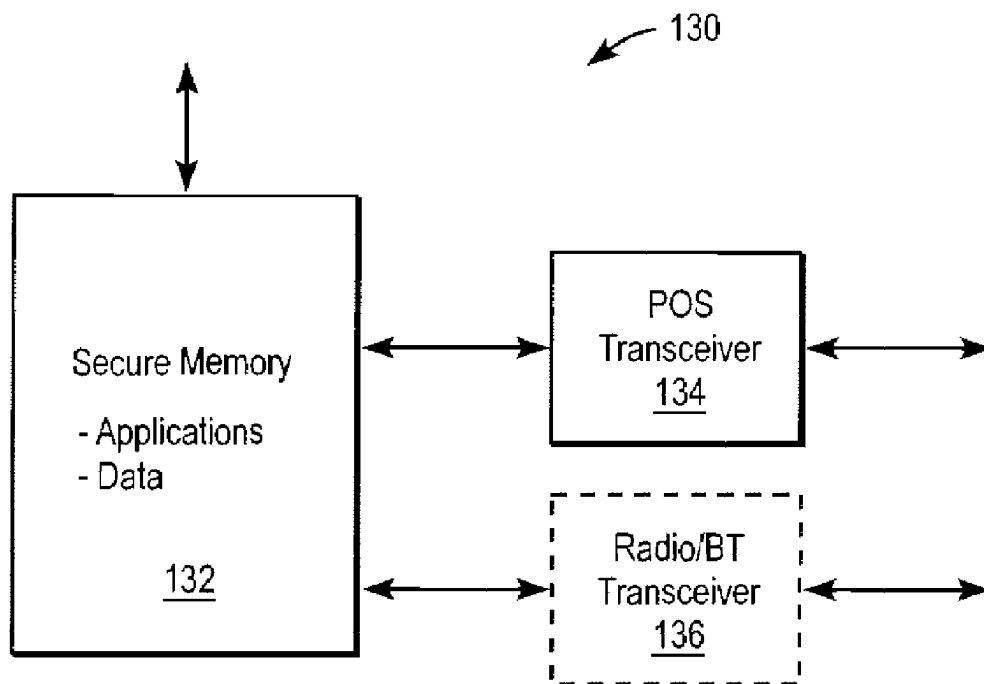 130
Secure Memory
- Applications
- Data
132
POS
Transceiver
134
Radio/BT
Transceiver
136